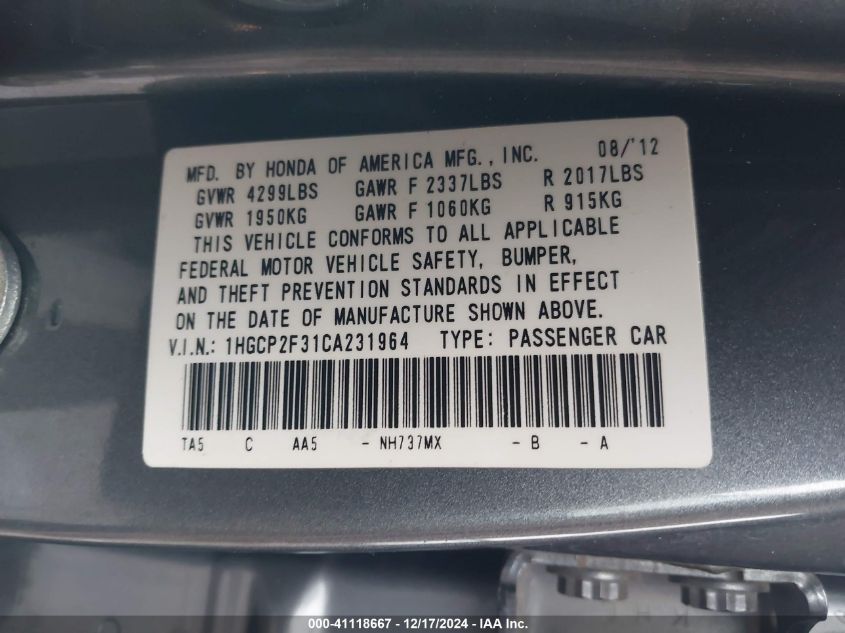 MFD. BY HONDA OF AMERICA MFG., INC. 08/'12
GVWR 4299LBS GAWR F 2337LBS R 2017LBS
GVWR 1950KG GAWR F 1060KG R 915KG
THIS VEHICLE CONFORMS TO ALL APPLICABLE
FEDERAL MOTOR VEHICLE SAFETY, BUMPER,
AND THEFT PREVENTION STANDARDS IN EFFECT
ON THE DATE OF MANUFACTURE SHOWN ABOVE.
V.I.N.: 1HGCP2F31CA231964 TYPE: PASSENGER CAR
TA5 C AA5 - NH737MX - B - A
000-41118667 - 12/17/2024 - IAA, Inc.